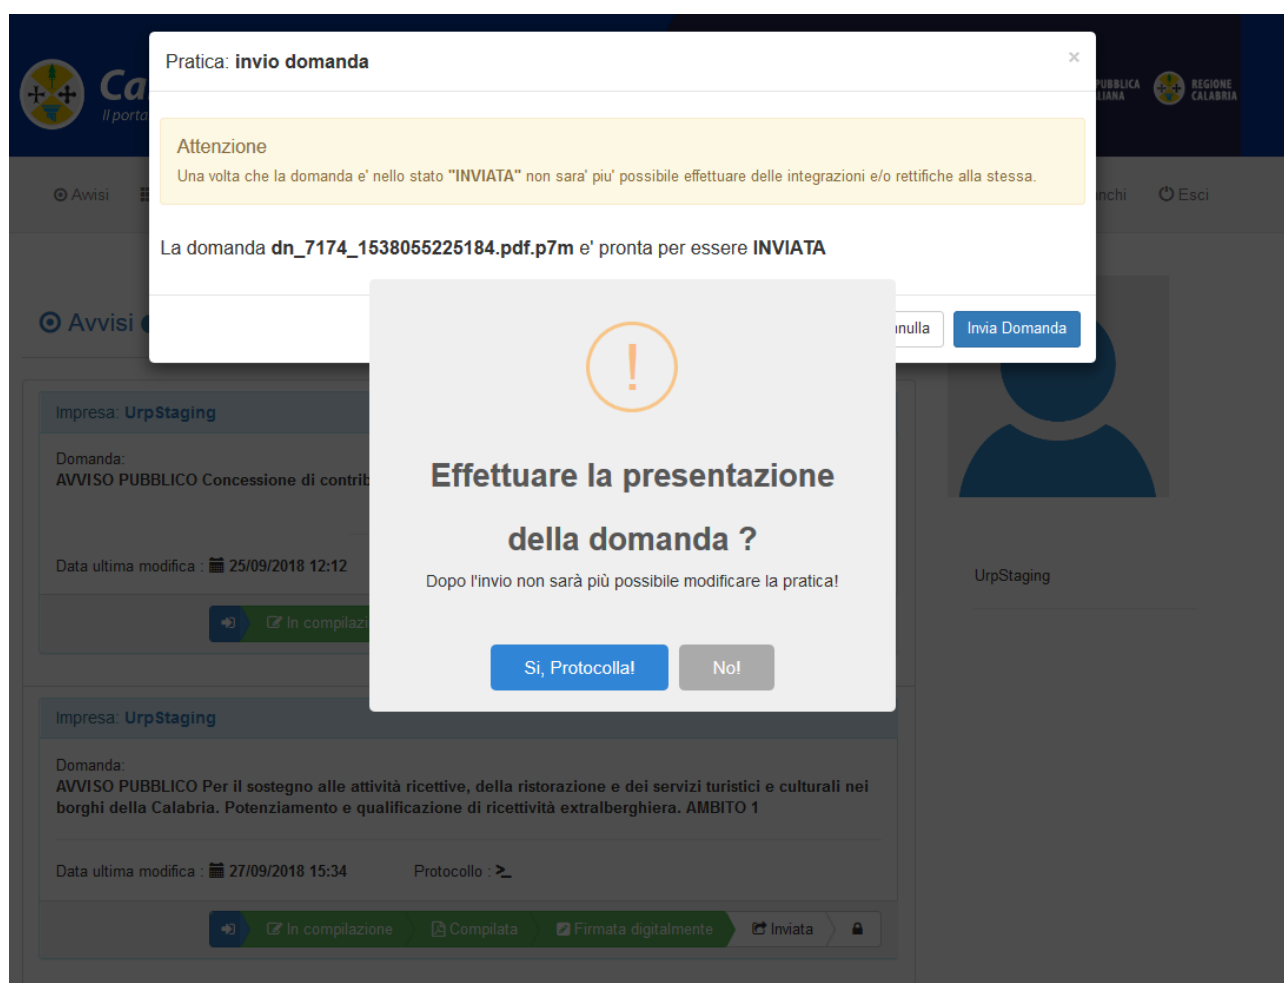 Pratica: invio domanda
×
Ca
Il porta
REGIONE
CALABRIA
Attenzione
Una volta che la domanda e' nello stato "INVIATA" non sara' piu' possibile effettuare delle integrazioni e/o rettifiche alla stessa.
Avvisi
Esci
La domanda dn_7174_1538055225184.pdf.p7m e' pronta per essere INVIATA
Avvisi
Invia Domanda
Impresa: UrpStaging
Domanda:
AVVISO PUBBLICO Concessione di contrib
Effettuare la presentazione
della domanda ?
Dopo l'invio non sarà più possibile modificare la pratica!
Data ultima modifica : 25/09/2018 12:12
UrpStaging
In compilazi
Si, Protocolla!
No!
Impresa: UrpStaging
Domanda:
AVVISO PUBBLICO Per il sostegno alle attività ricettive, della ristorazione e dei servizi turistici e culturali nei
borghi della Calabria. Potenziamento e qualificazione di ricettività extralberghiera. AMBITO 1
Data ultima modifica : 27/09/2018 15:34 Protocollo :
In compilazione Compilata Firmata digitalmente Inviata